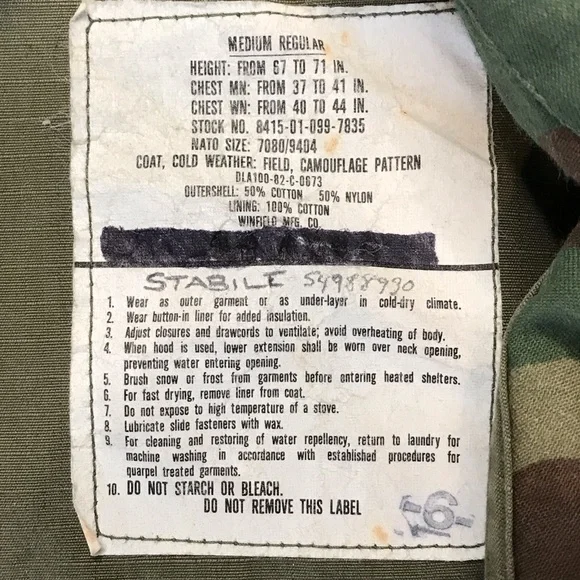 MEDIUM REGULAR
HEIGHT: FROM 67 TO 71 IN.
CHEST MN: FROM 37 TO 41 IN.
CHEST WN: FROM 40 TO 44 IN.
STOCK NO. 8415-01-099-7835
NATO SIZE: 7080/9404
COAT, COLD WEATHER: FIELD, CAMOUFLAGE PATTERN
DLA100-82-C-0673
OUTERSHELL: 50% COTTON 50% NYLON
LINING: 100% COTTON
WINFIELD MFG. CO.
STABILE S4988930
1. Wear as outer garment or as under-layer in cold-dry climate.
2. Wear button-in liner for added insulation.
3. Adjust closures and drawcords to ventilate; avoid overheating of body.
4. When hood is used, lower extension shall be worn over neck opening,
preventing water entering opening.
5. Brush snow or frost from garments before entering heated shelters.
6. For fast drying, remove liner from coat.
7. Do not expose to high temperature of a stove.
8. Lubricate slide fasteners with wax.
9. For cleaning and restoring of water repellency, return to laundry for
machine washing in accordance with established procedures for
quarpel treated garments.
10. DO NOT STARCH OR BLEACH.
DO NOT REMOVE THIS LABEL
-6-